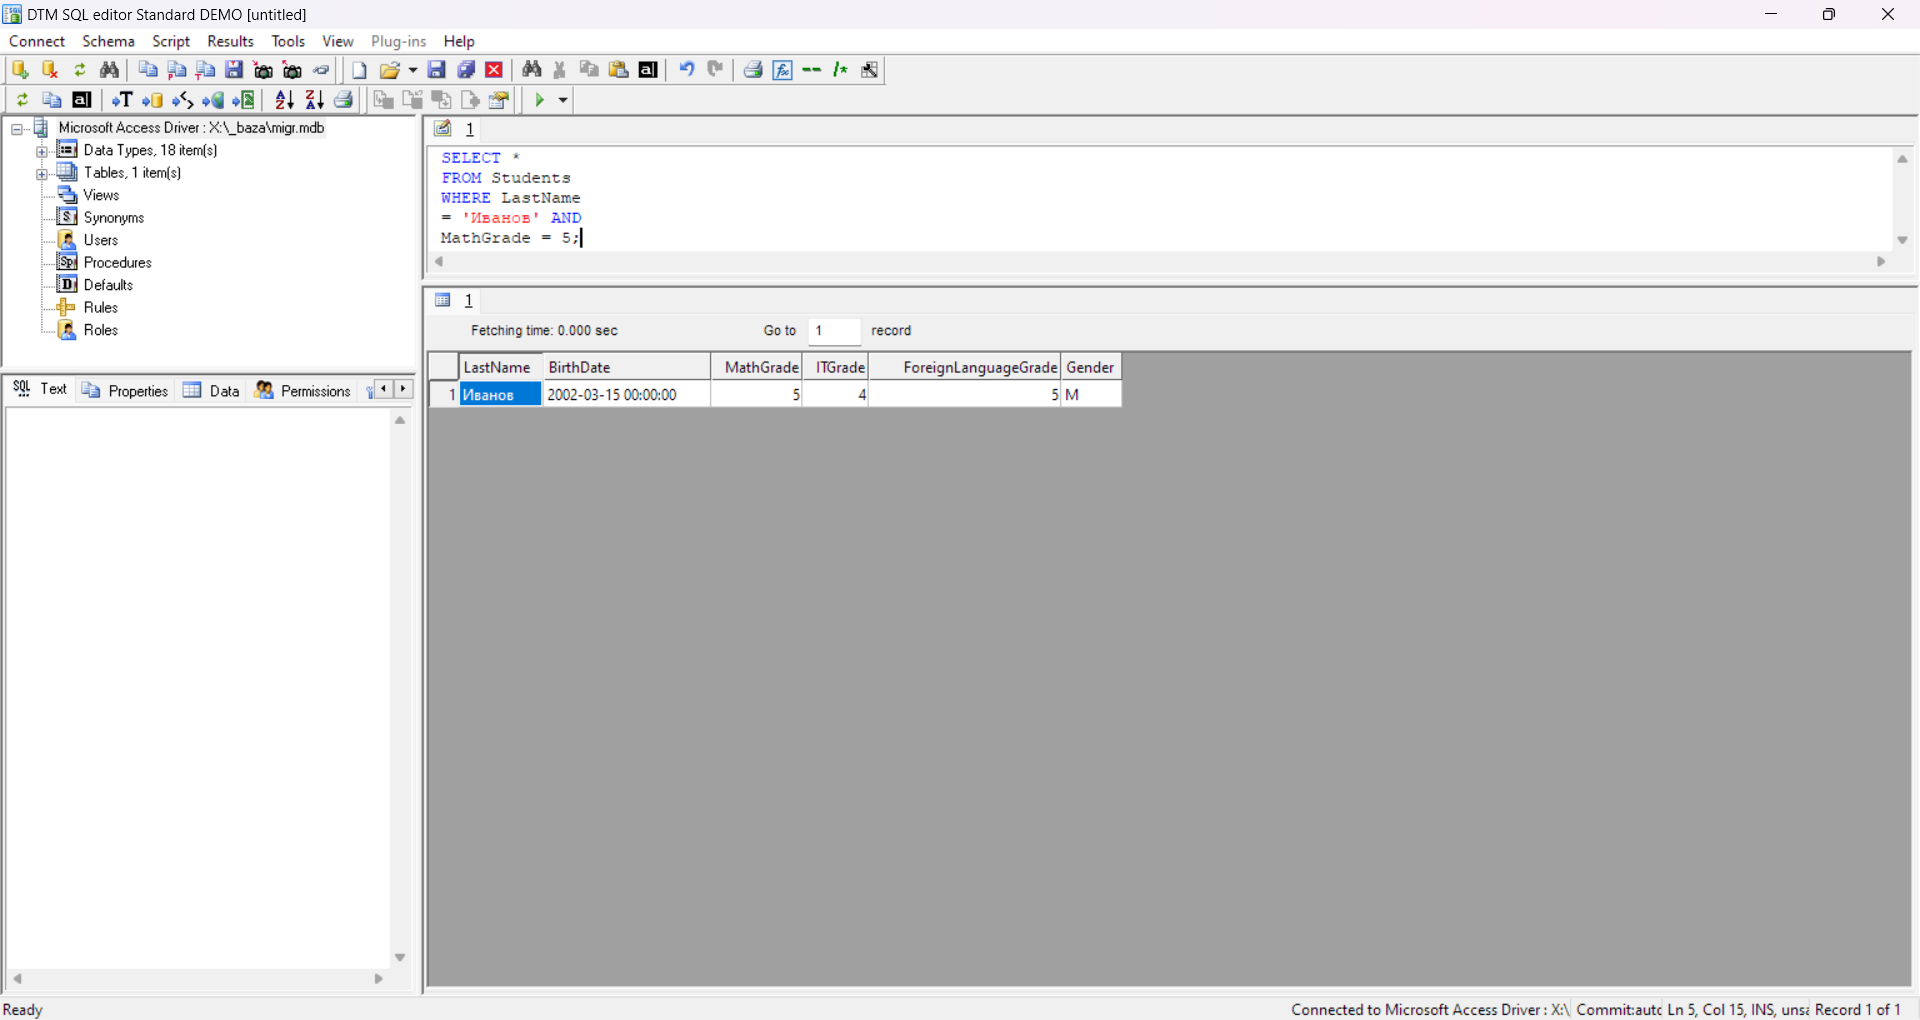 DTM SQL editor Standard DEMO [untitled]
Connect Schema Script Results Tools View Plug-ins Help
Microsoft Access Driver : X:\_baza\migr.mdb
Data Types, 18 item(s)
Tables, 1 item(s)
Views
Synonyms
Users
Procedures
Defaults
Rules
Roles
SQL Text Properties Data Permissions
1
SELECT *
FROM Students
WHERE LastName
= 'Иванов' AND
MathGrade = 5;
1
Fetching time: 0.000 sec Go to 1 record
LastName BirthDate MathGrade ITGrade ForeignLanguageGrade Gender
1 Иванов 2002-03-15 00:00:00 5 4 5 M
Ready Connected to Microsoft Access Driver : X:\ Commit:auto Ln 5, Col 15, INS, unsa Record 1 of 1